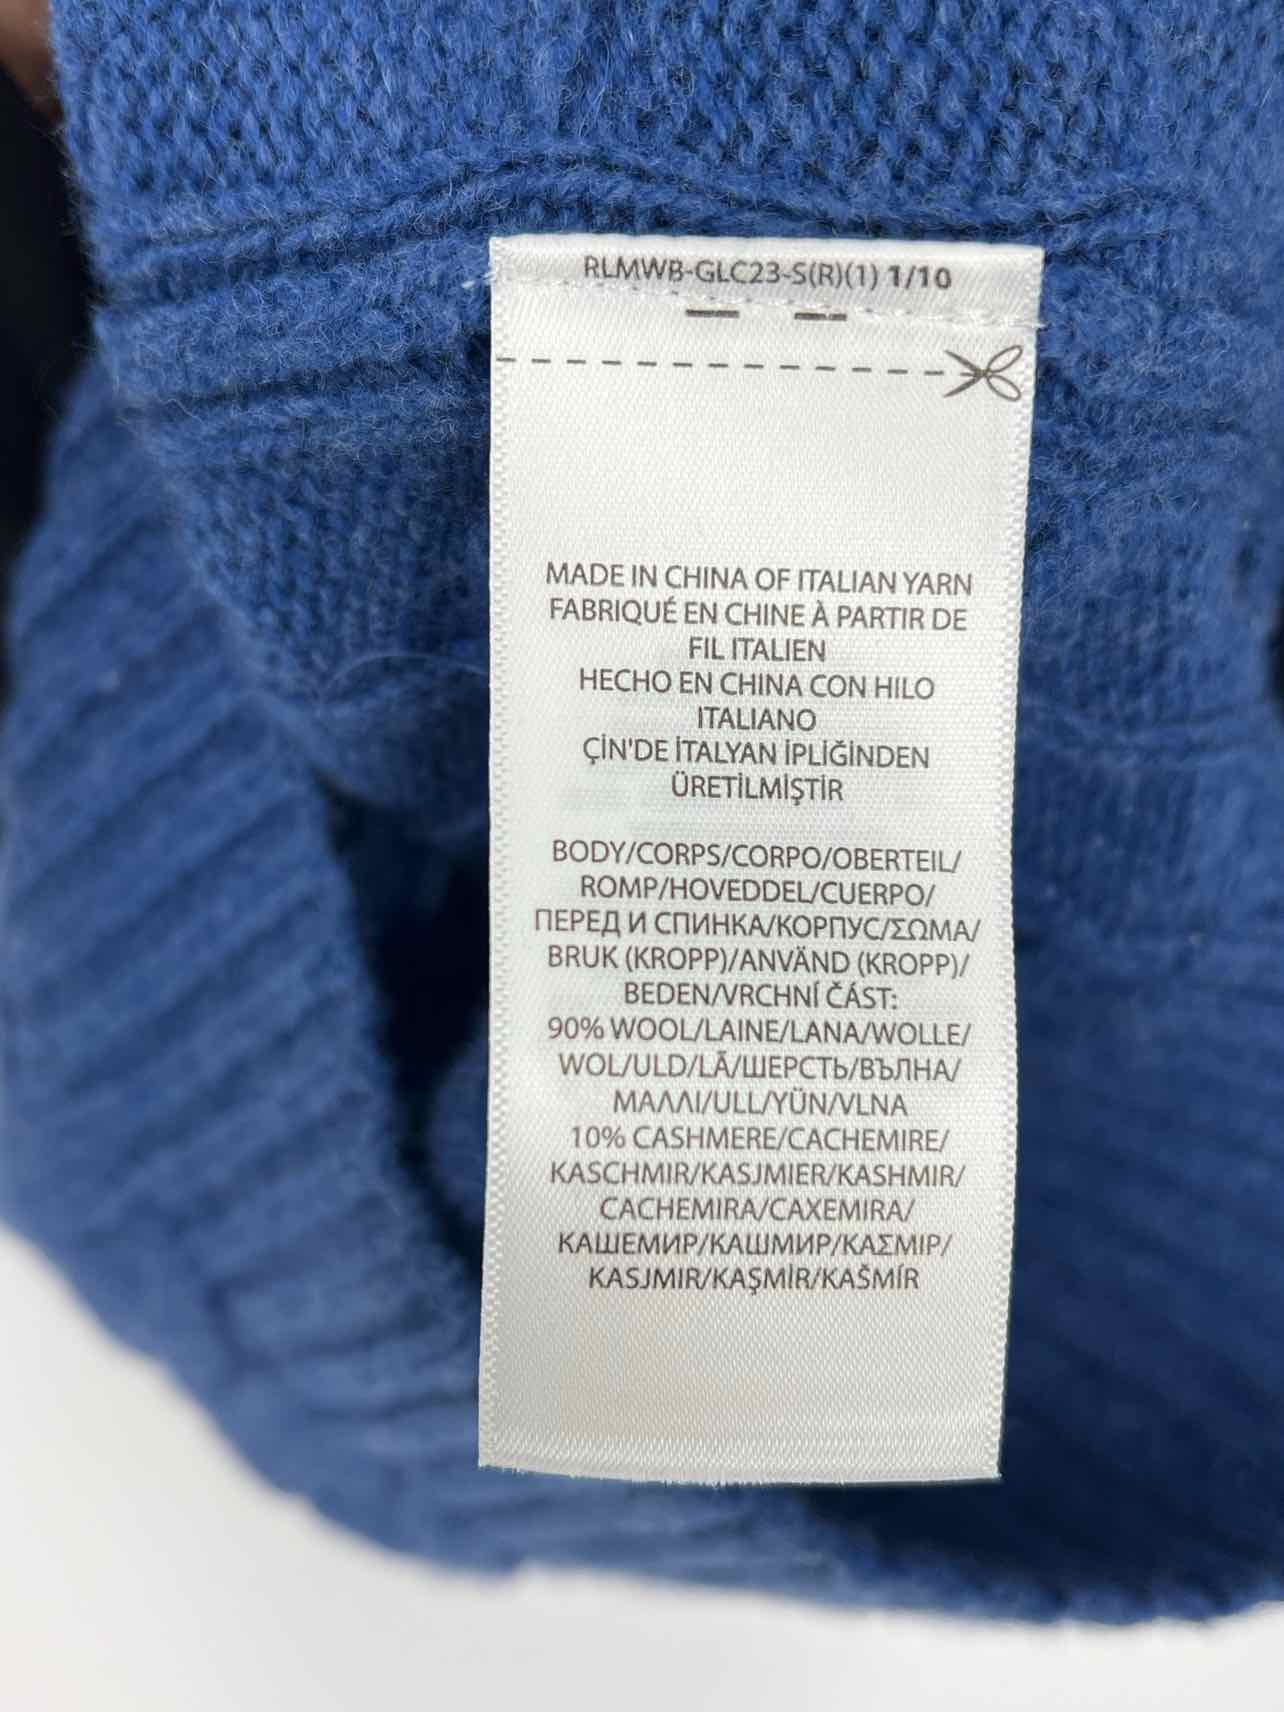 RLMWB-GLC23-S(R)(1) 1/10
MADE IN CHINA OF ITALIAN YARN
FABRIQUÉ EN CHINE À PARTIR DE
FIL ITALIEN
HECHO EN CHINA CON HILO
ITALIANO
ÇİN'DE İTALYAN İPLİĞİNDEN
ÜRETİLMİŞTİR
BODY/CORPS/CORPO/OBERTEIL/
ROMP/HOVEDDEL/CUERPO/
ПЕРЕД И СПИНКА/КОРПУС/ΣΩΜΑ/
BRUK (KROPP)/ANVÄND (KROPP)/
BEDEN/VRCHNÍ ČÁST:
90% WOOL/LAINE/LANA/WOLLE/
WOL/ULD/LÃ/ШЕРСТЬ/ВЪЛНА/
ΜΑΛΛΙ/ULL/YÜN/VLNA
10% CASHMERE/CACHEMIRE/
KASCHMIR/KASJMIER/KASHMIR/
CACHEMIRA/CAXEMIRA/
КАШЕМИР/КАШМИР/ΚΑΣΜΙΡ/
KASJMIR/KAŞMİR/KAŠMÍR